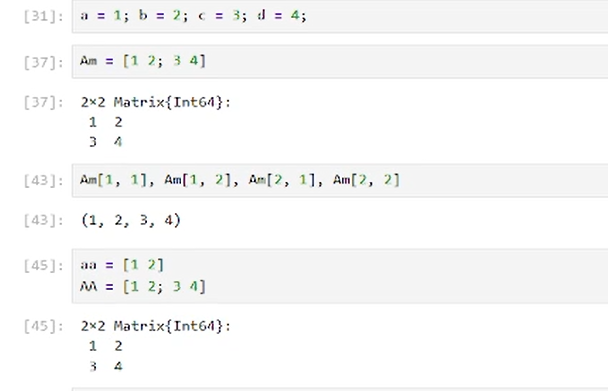 [31]: a = 1; b = 2; c = 3; d = 4;
[37]: Am = [1 2; 3 4]
[37]: 2×2 Matrix{Int64}:
1 2
3 4
[43]: Am[1, 1], Am[1, 2], Am[2, 1], Am[2, 2]
[43]: (1, 2, 3, 4)
[45]: aa = [1 2]
AA = [1 2; 3 4]
[45]: 2×2 Matrix{Int64}:
1 2
3 4